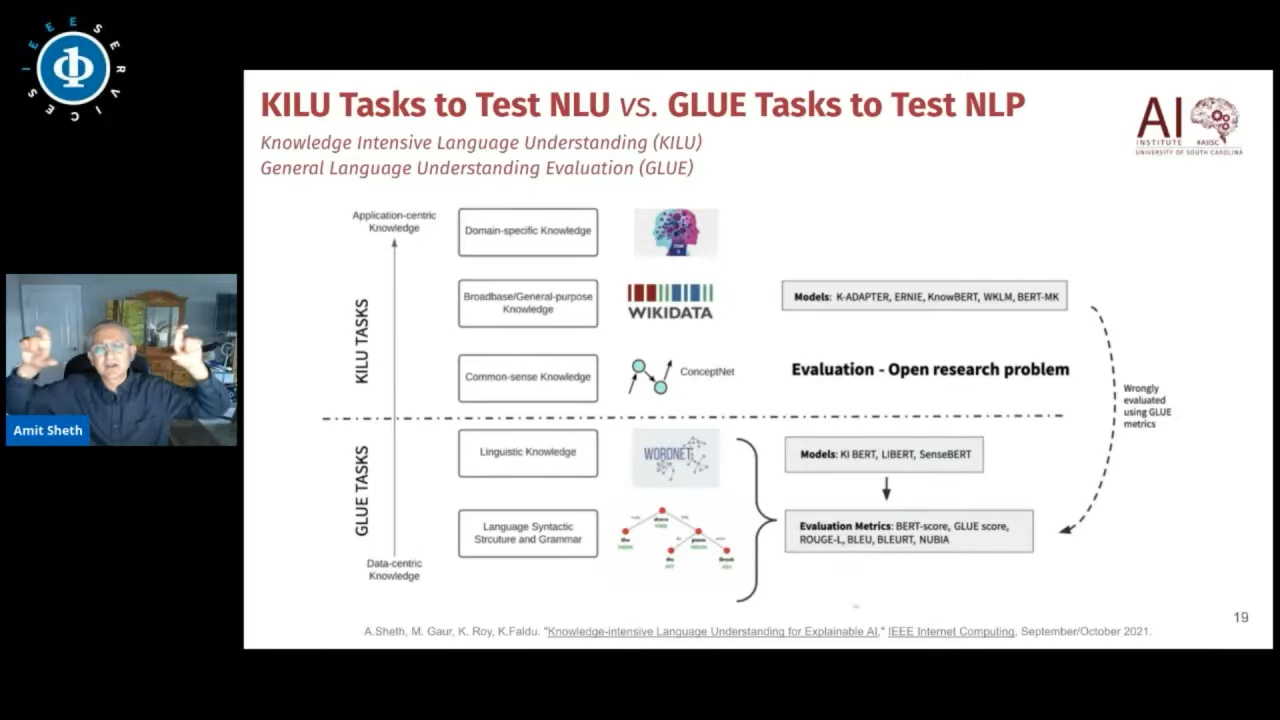 IEEE SERVICES
KILU Tasks to Test NLU vs. GLUE Tasks to Test NLP
Knowledge Intensive Language Understanding (KILU)
General Language Understanding Evaluation (GLUE)
AI
INSTITUTE #AIISC
UNIVERSITY OF SOUTH CAROLINA
Application-centric
Knowledge
Domain-specific Knowledge
KILU TASKS
Broadbase/General-purpose
Knowledge
WIKIDATA
Models: K-ADAPTER, ERNIE, KnowBERT, WKLM, BERT-MK
Common-sense Knowledge
ConceptNet
Evaluation - Open research problem
Wrongly
evaluated
using GLUE
metrics
Amit Sheth
GLUE TASKS
Linguistic Knowledge
WORDNET
Models: KI BERT, LIBERT, SenseBERT
Language Syntactic
Strcuture and Grammar
Evaluation Metrics: BERT-score, GLUE score,
ROUGE-L, BLEU, BLEURT, NUBIA
Data-centric
Knowledge
19
A.Sheth, M. Gaur, K. Roy, K.Faldu. "Knowledge-intensive Language Understanding for Explainable AI," IEEE Internet Computing, September/October 2021.